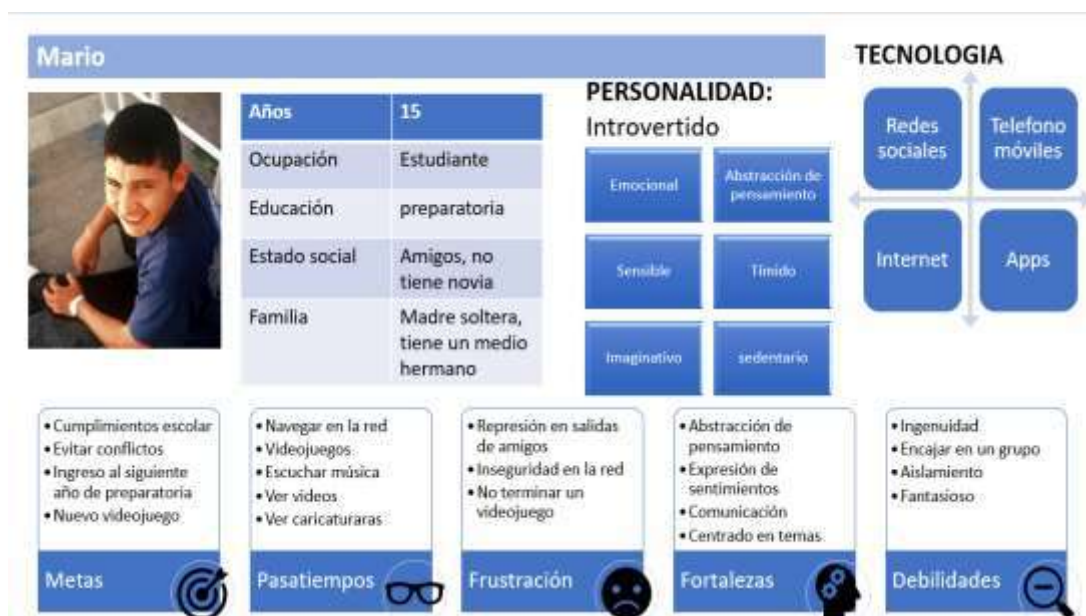 Mario
Años 15
Ocupación Estudiante
Educación preparatoria
Estado social Amigos, no
tiene novia
Familia Madre soltera,
tiene un medio
hermano
PERSONALIDAD:
Introvertido
Emocional
Abstracción de
pensamiento
Sensible
Tímido
Imaginativo
sedentario
TECNOLOGIA
Redes
sociales
Telefono
móviles
Internet
Apps
• Cumplimientos escolar
• Evitar conflictos
• Ingreso al siguiente
año de preparatoria
• Nuevo videojuego
Metas
• Navegar en la red
• Videojuegos
• Escuchar música
• Ver videos
• Ver caricaturaras
Pasatiempos
• Represión en salidas
de amigos
• Inseguridad en la red
• No terminar un
videojuego
Frustración
• Abstracción de
pensamiento
• Expresión de
sentimientos
• Comunicación
• Centrado en temas
Fortalezas
• Ingenuidad
• Encajar en un grupo
• Aislamiento
• Fantasioso
Debilidades